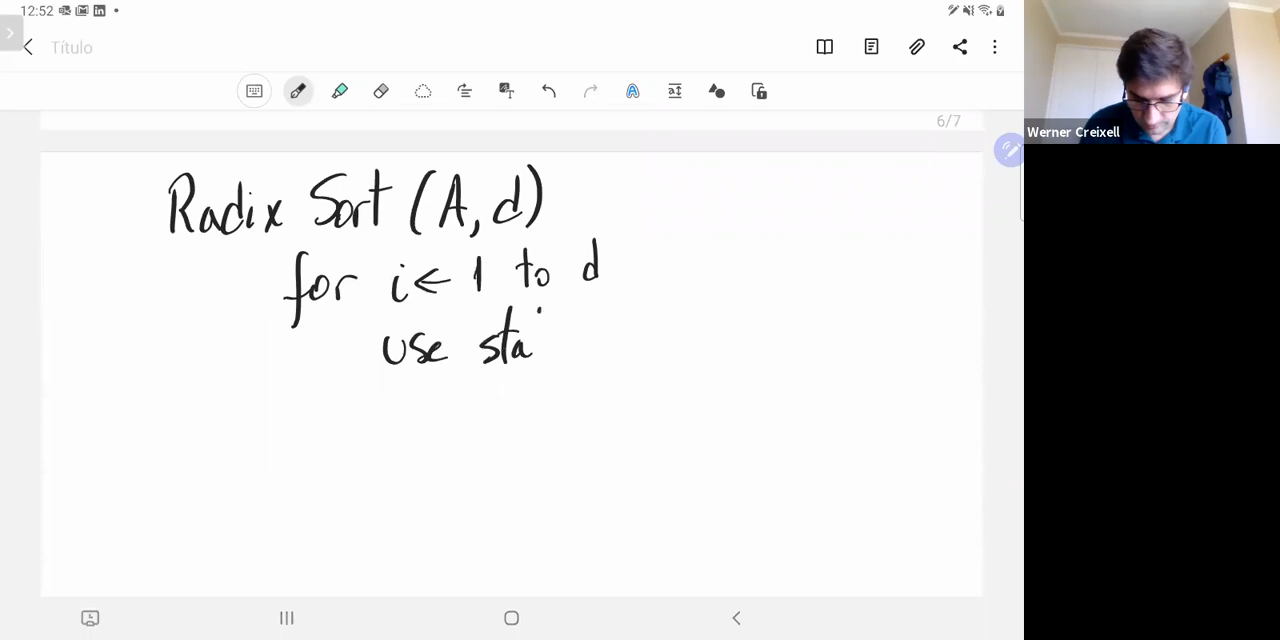 12:52
Título
6/7
Werner Creixell
Radix Sort (A, d)
for i ← 1 to d
use sta